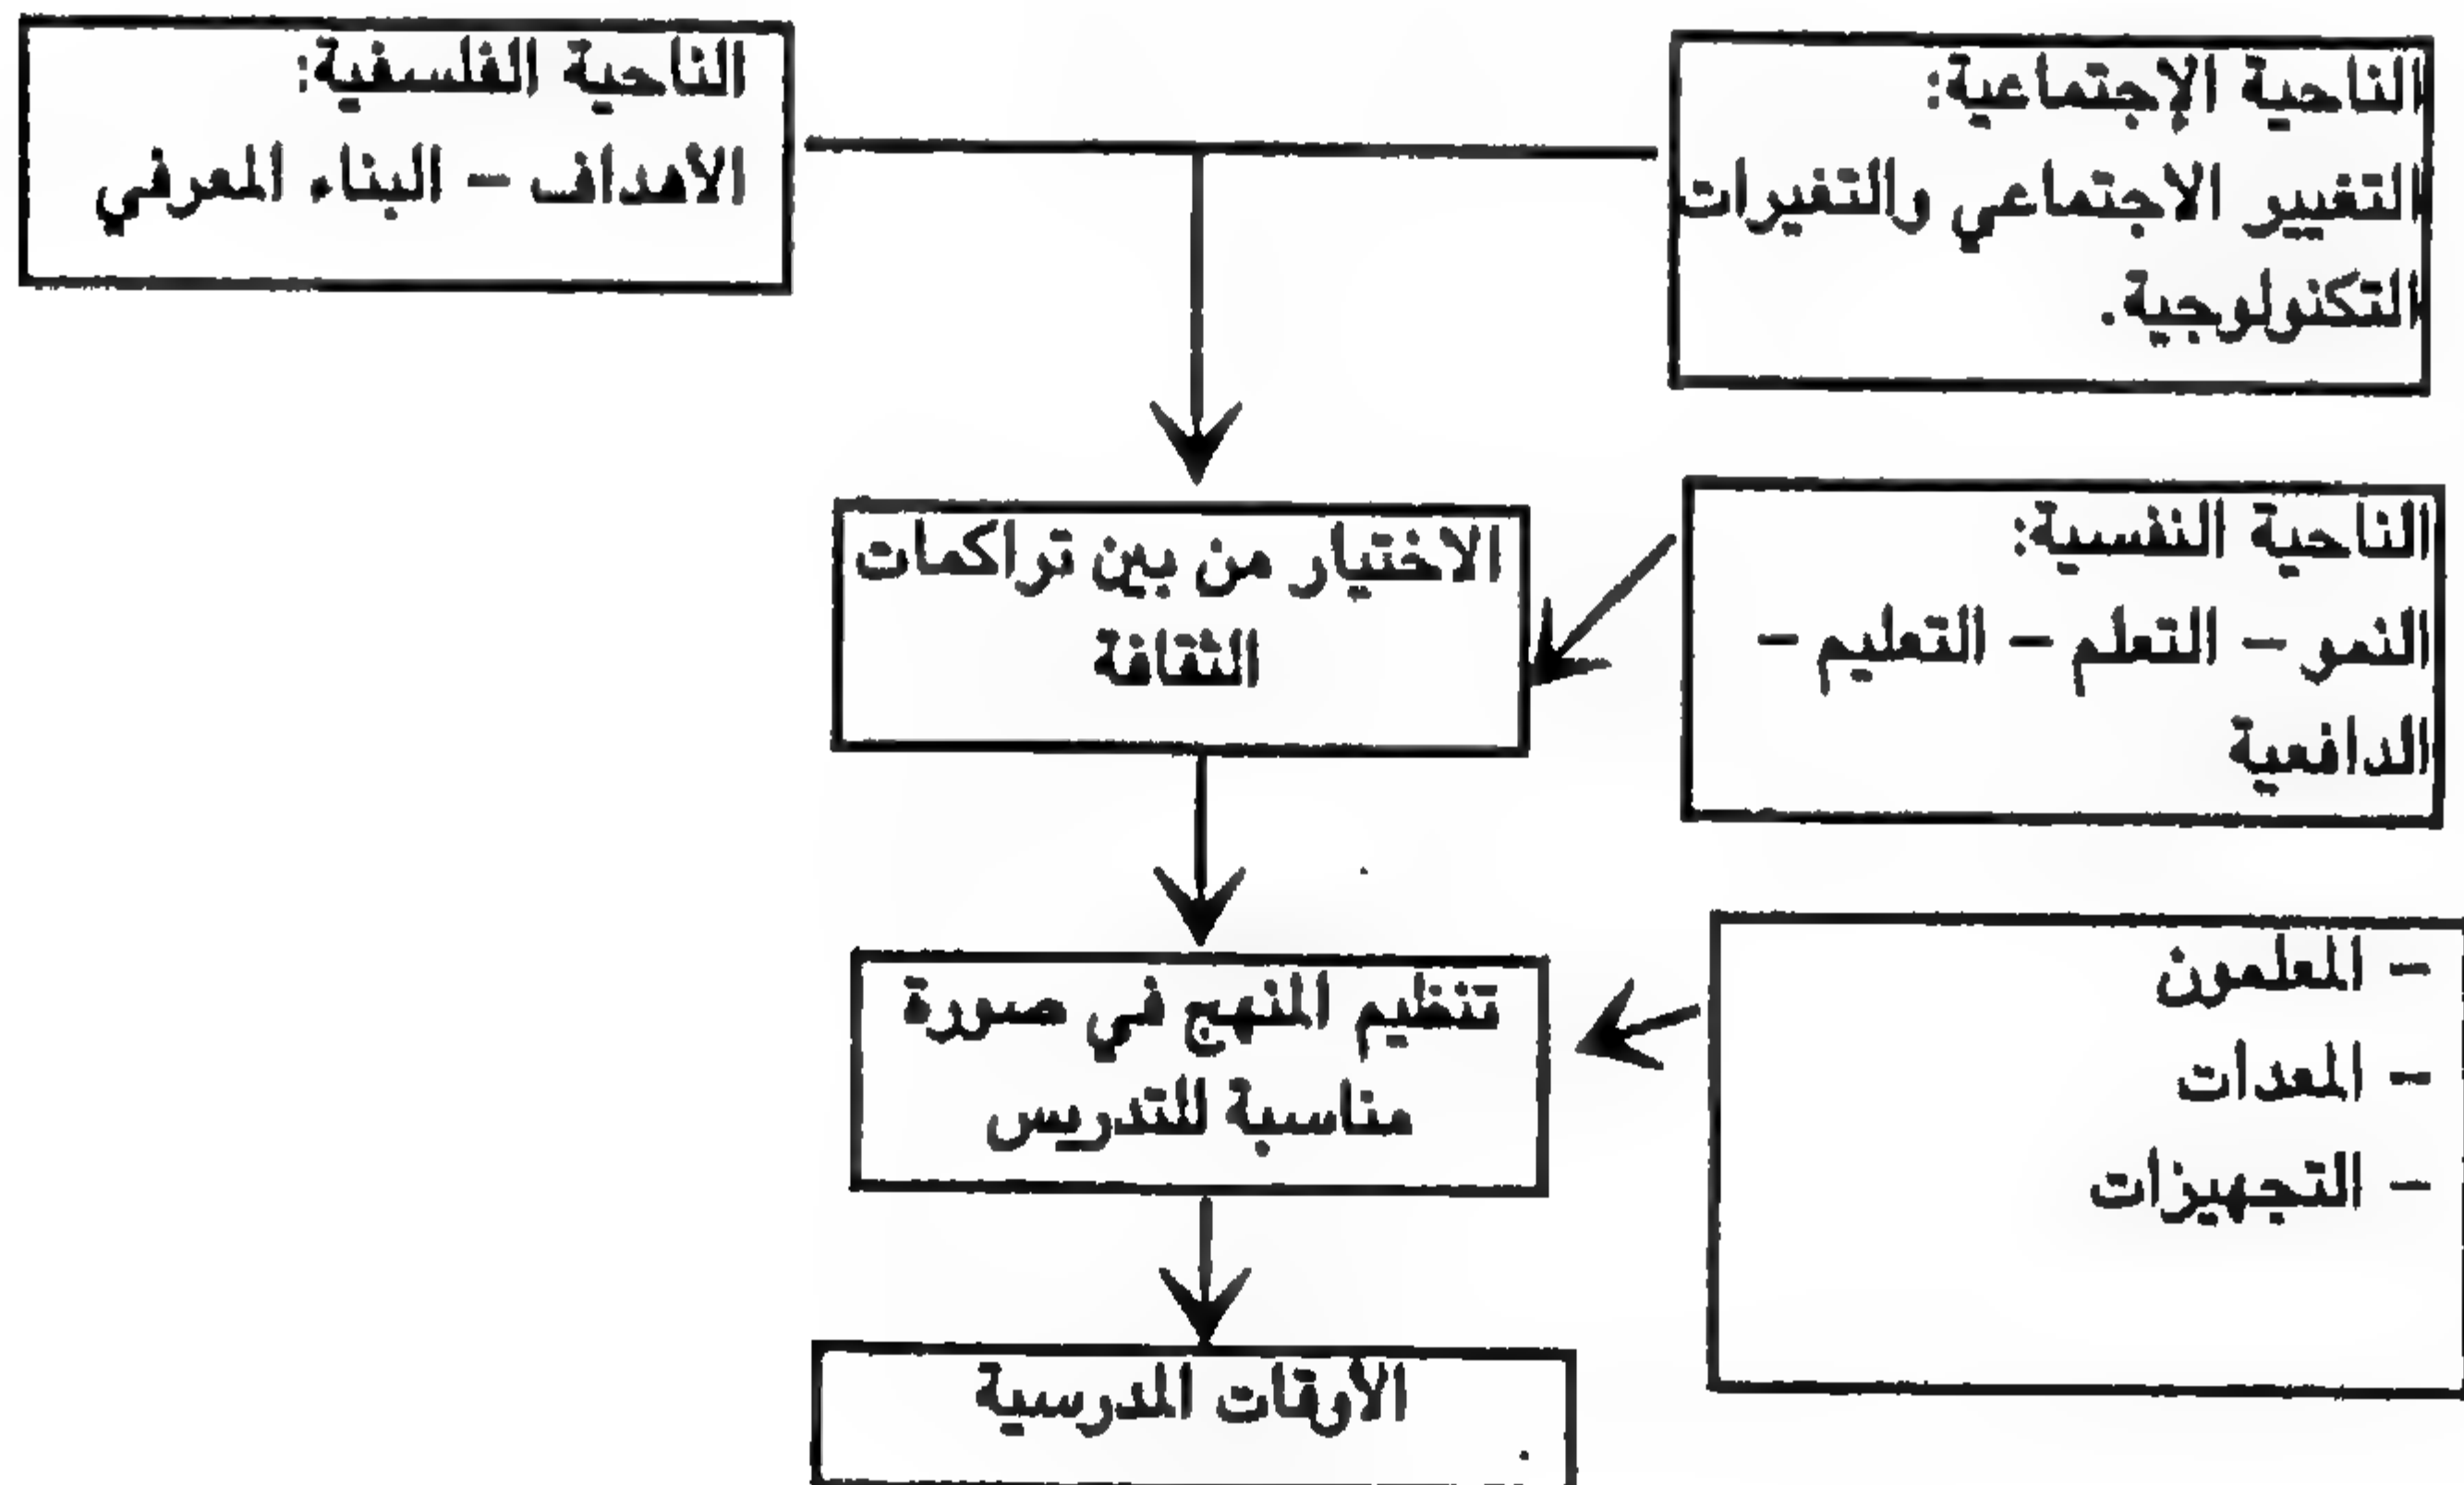 الناحية الإجتماعية:
التغيير الاجتماعي والتغيرات
التكنولوجية.
الناحية الفلسفية:
الأهداف – البناء المعرفي
الناحية النفسية:
النمو – التعلم – التعليم –
الدافعية
الاختيار من بين تراكمات
الثقافة
– المعلمون
– المعدات
– التجهيزات
تنظيم المنهج في صورة
مناسبة للتدريس
الأوقات المدرسية